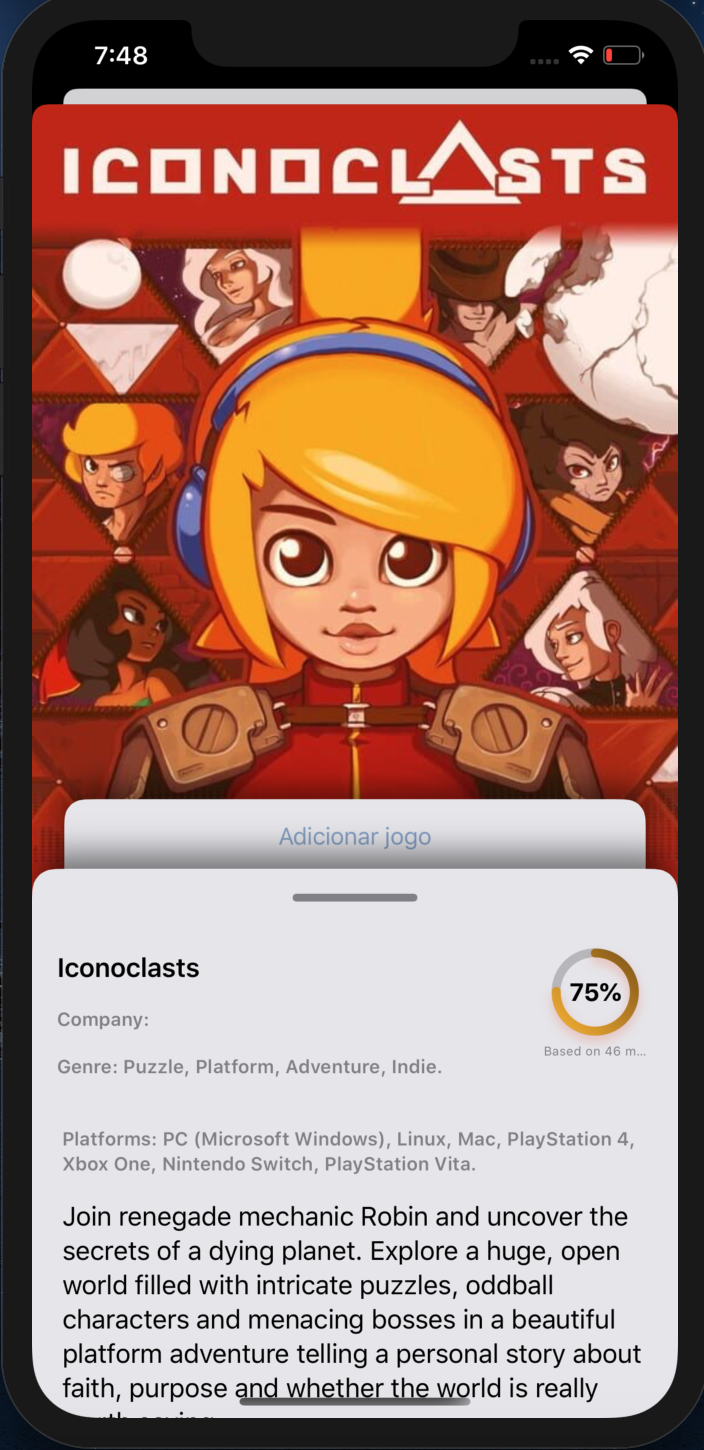 7:48
ICONOCLASTS
Adicionar jogo
Iconoclasts
75%
Company:
Based on 46 m...
Genre: Puzzle, Platform, Adventure, Indie.
Platforms: PC (Microsoft Windows), Linux, Mac, PlayStation 4,
Xbox One, Nintendo Switch, PlayStation Vita.
Join renegade mechanic Robin and uncover the
secrets of a dying planet. Explore a huge, open
world filled with intricate puzzles, oddball
characters and menacing bosses in a beautiful
platform adventure telling a personal story about
faith, purpose and whether the world is really